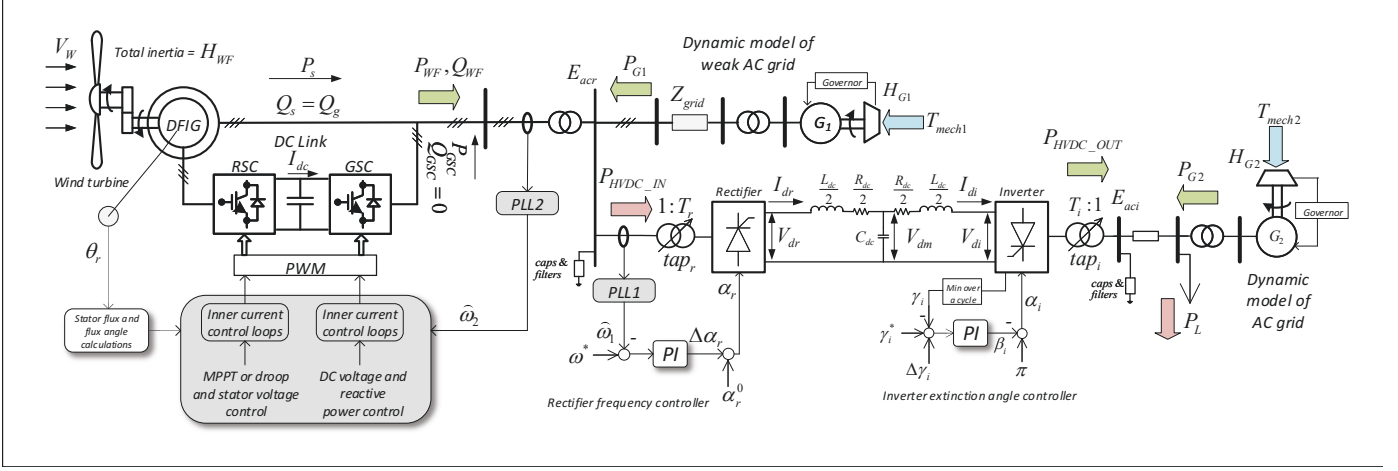 V_W
Total inertia = H_WF
DFIG
Wind turbine
θ_r
Stator flux and
flux angle
calculations
P_s
Q_s = Q_g
DC Link
I_dc
RSC
GSC
PWM
Inner current
control loops
Inner current
control loops
MPPT or droop
and stator voltage
control
DC voltage and
reactive
power control
P_WF, Q_WF
P_GSC
Q_GSC = 0
PLL2
ω̂_2
E_acr
P_G1
Z_grid
Dynamic model of
weak AC grid
Governor
G_1
H_G1
T_mech1
P_HVDC_IN
1:T_r
tap_r
caps &
filters
PLL1
ω̂_1
ω^*
-
PI
Δα_r
α_r^0
α_r
Rectifier frequency controller
Rectifier
I_dr
L_dc/2
R_dc/2
R_dc/2
L_dc/2
I_di
V_dr
C_dc
V_dm
V_di
Inverter
Min over
a cycle
γ_i
-
γ_i^*
Δγ_i
PI
β_i
-
α_i
π
Inverter extinction angle controller
P_HVDC_OUT
T_i:1
tap_i
E_aci
caps &
filters
P_G2
P_L
T_mech2
H_G2
Governor
G_2
Dynamic
model of
AC grid